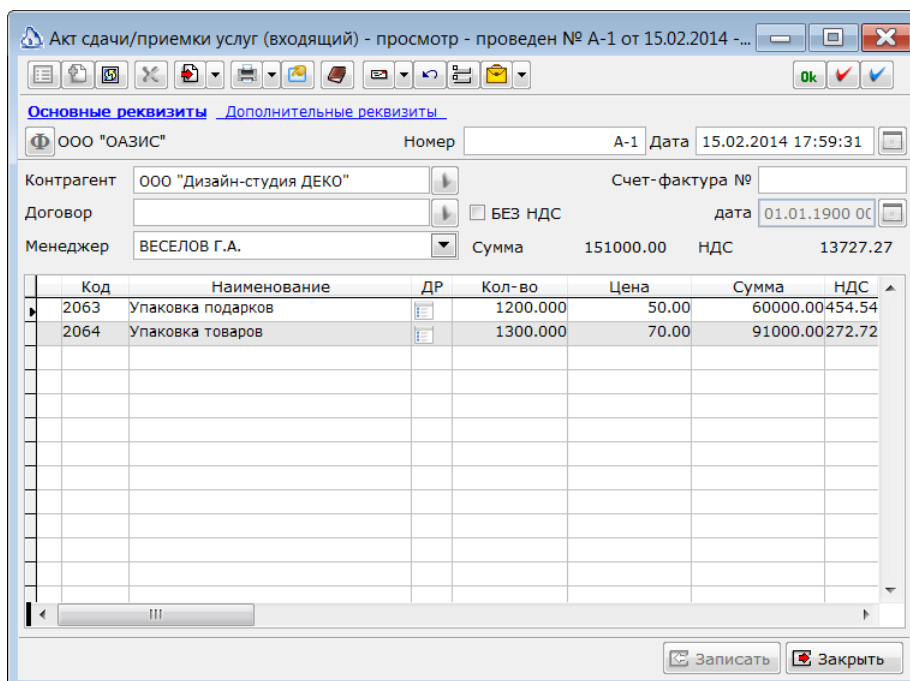 Акт сдачи/приемки услуг (входящий) - просмотр - проведен № А-1 от 15.02.2014 -...
Ok
Основные реквизиты Дополнительные реквизиты
Ф ООО "ОАЗИС" Номер А-1 Дата 15.02.2014 17:59:31
Контрагент ООО "Дизайн-студия ДЕКО" Счет-фактура №
Договор БЕЗ НДС дата 01.01.1900 00
Менеджер ВЕСЕЛОВ Г.А. Сумма 151000.00 НДС 13727.27
Код Наименование ДР Кол-во Цена Сумма НДС
2063 Упаковка подарков 1200.000 50.00 60000.00 454.54
2064 Упаковка товаров 1300.000 70.00 91000.00 272.72
Записать Закрыть